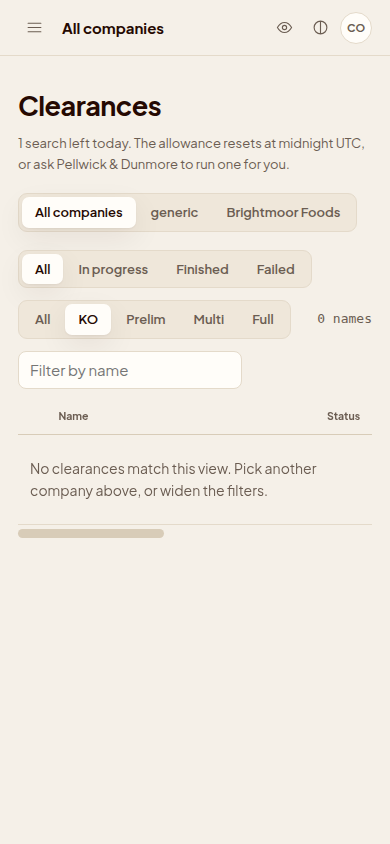 All companies
CO
Clearances
1 search left today. The allowance resets at midnight UTC,
or ask Pellwick & Dunmore to run one for you.
All companies generic Brightmoor Foods
All In progress Finished Failed
All KO Prelim Multi Full 0 names
Filter by name
Name Status
No clearances match this view. Pick another
company above, or widen the filters.